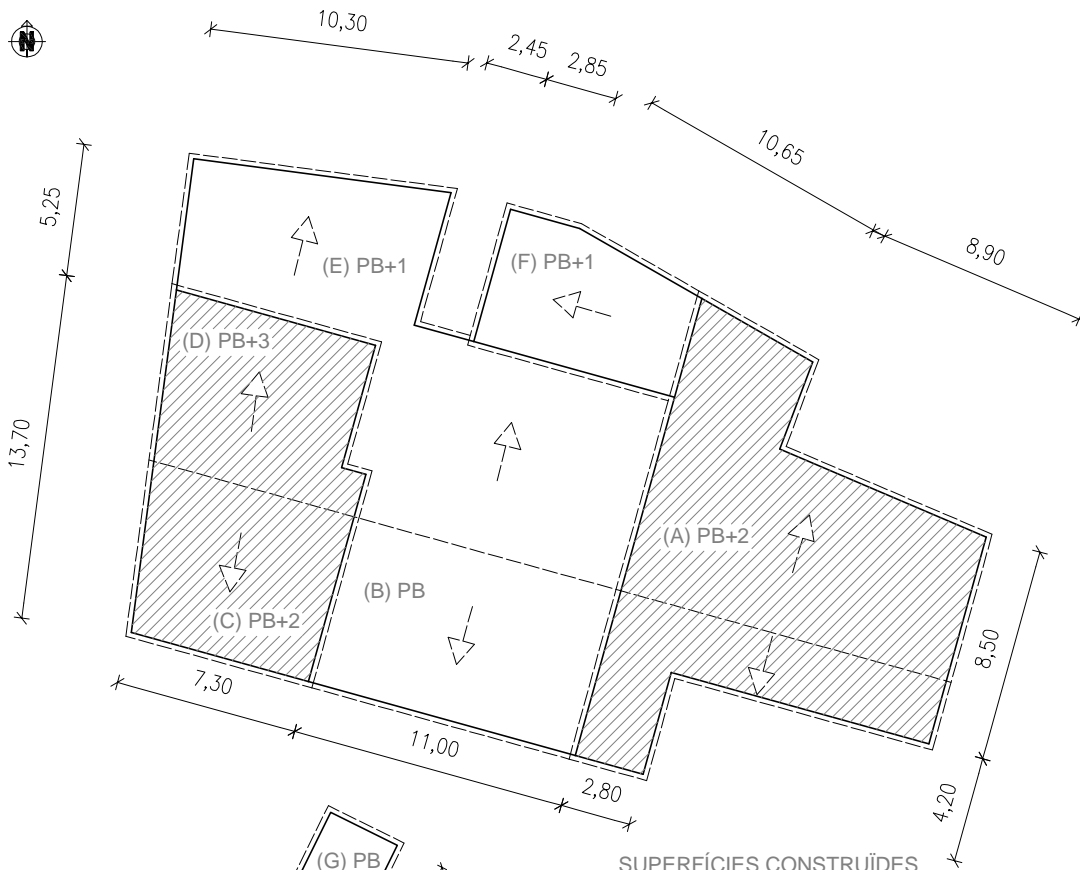 10,30
N
2,45
2,85
10,65
5,25
8,90
(E) PB+1
(F) PB+1
(D) PB+3
13,70
(A) PB+2
(B) PB
(C) PB+2
8,50
7,30
11,00
2,80
4,20
(G) PB
SUPERFÍCIES CONSTRUÏDES